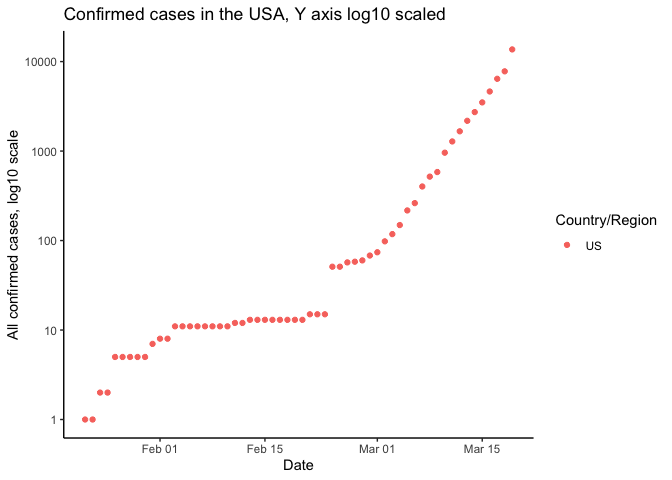 Confirmed cases in the USA, Y axis log10 scaled
All confirmed cases, log10 scale
10000
1000
100
10
1
Feb 01
Feb 15
Mar 01
Mar 15
Date
Country/Region
US